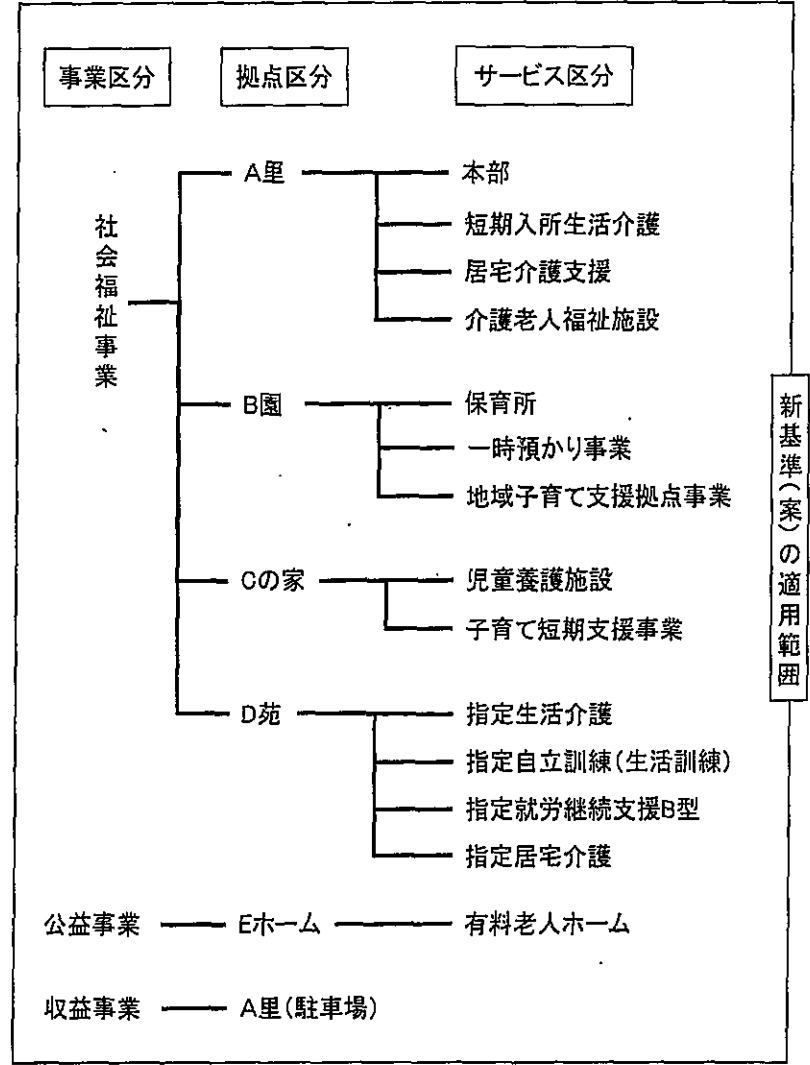 事業区分 拠点区分 サービス区分
社会福祉事業
A里
本部
短期入所生活介護
居宅介護支援
介護老人福祉施設
B園
保育所
一時預かり事業
地域子育て支援拠点事業
Cの家
児童養護施設
子育て短期支援事業
D苑
指定生活介護
指定自立訓練(生活訓練)
指定就労継続支援B型
指定居宅介護
公益事業 Eホーム 有料老人ホーム
収益事業 A里(駐車場)
新基準(案)の適用範囲